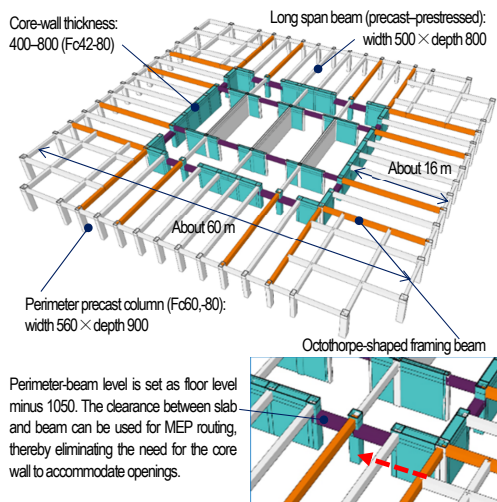 Core-wall thickness:
400–800 (Fc42-80)
Long span beam (precast–prestressed):
width 500×depth 800
About 16 m
About 60 m
Perimeter precast column (Fc60,-80):
width 560×depth 900
Octothorpe-shaped framing beam
Perimeter-beam level is set as floor level
minus 1050. The clearance between slab
and beam can be used for MEP routing,
thereby eliminating the need for the core
wall to accommodate openings.